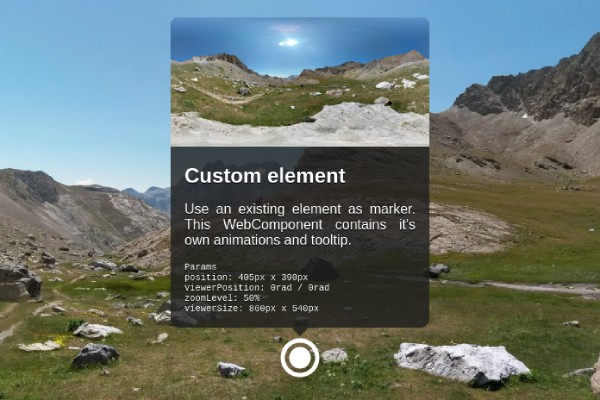 Custom element
Use an existing element as marker.
This WebComponent contains it's
own animations and tooltip.
Params
position: 405px x 390px
viewerPosition: 0rad / 0rad
zoomLevel: 50%
viewerSize: 860px x 540px